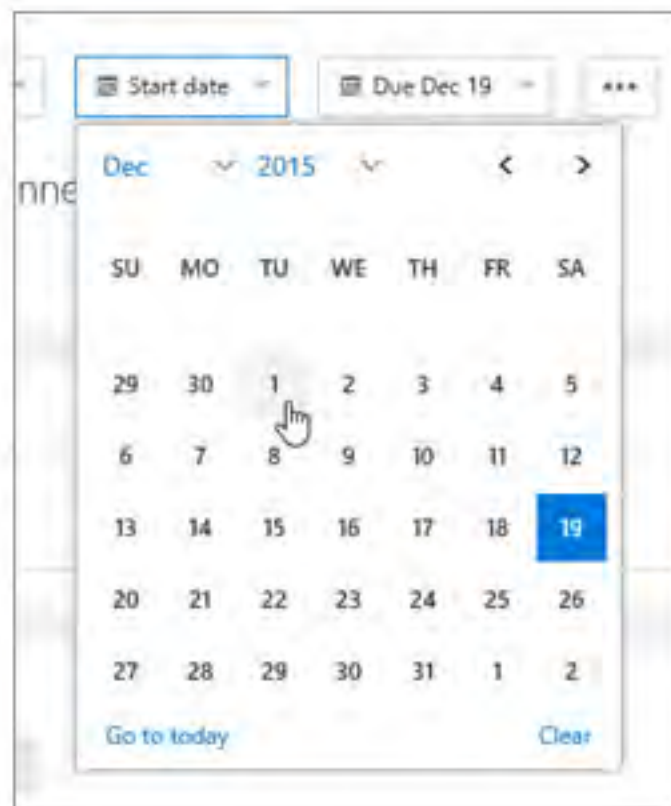 Start date Due Dec 19 •••
Dec 2015 < >
nne
SU MO TU WE TH FR SA
29 30 1 2 3 4 5
6 7 8 9 10 11 12
13 14 15 16 17 18 19
20 21 22 23 24 25 26
27 28 29 30 31 1 2
Go to today Clear